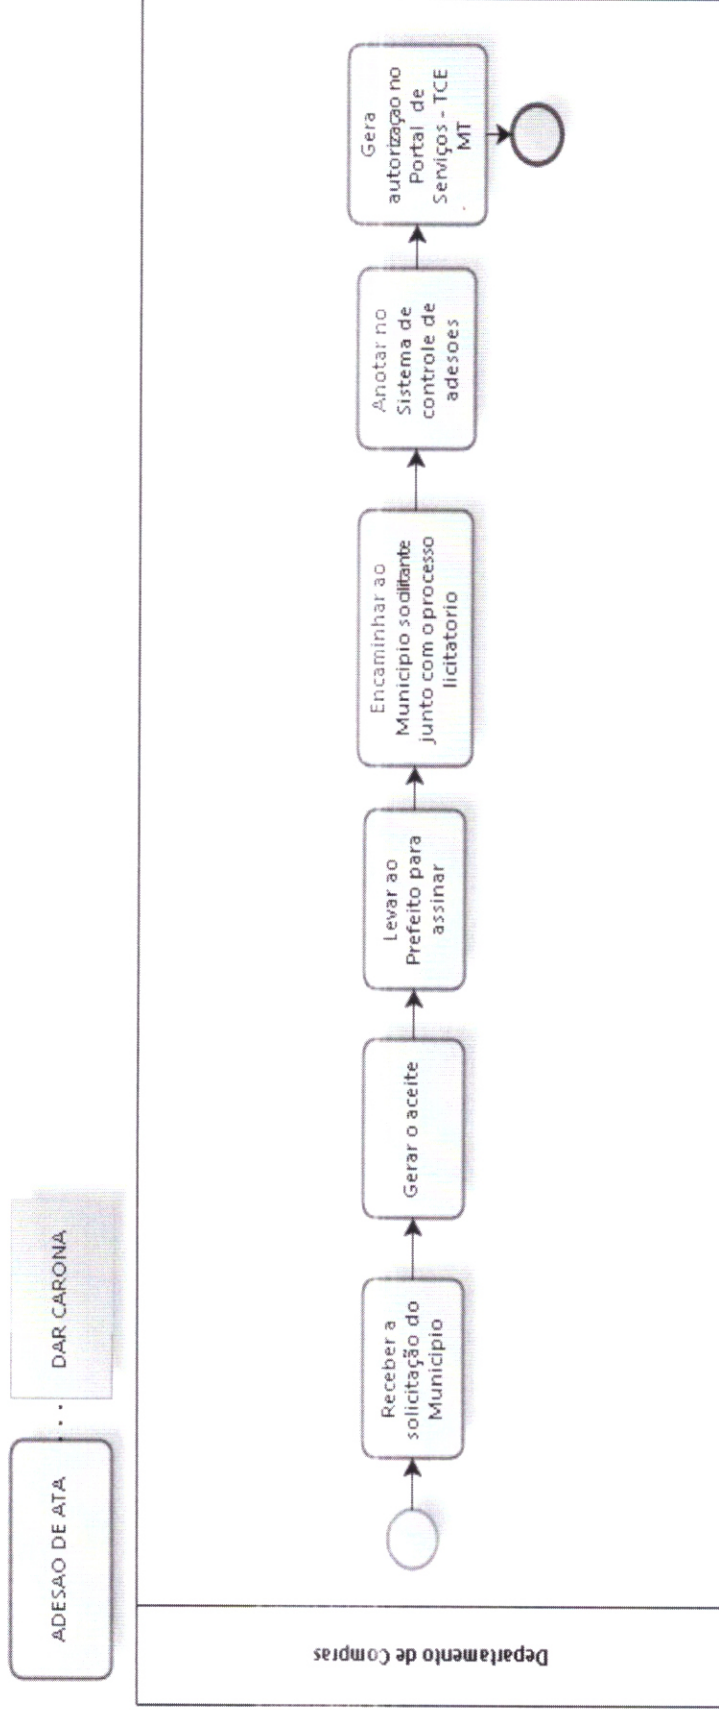 ADESAO DE ATA
DAR CARONA
Departamento de Compras
Receber a
solicitação do
Municipio
Gerar o aceite
Levar ao
Prefeito para
assinar
Encaminhar ao
Municipio soolitante
junto com o processo
licitatorio
Anotar no
Sistema de
controle de
adesoes
Gera
autorizaçao no
Portal de
Serviços - TCE
MT